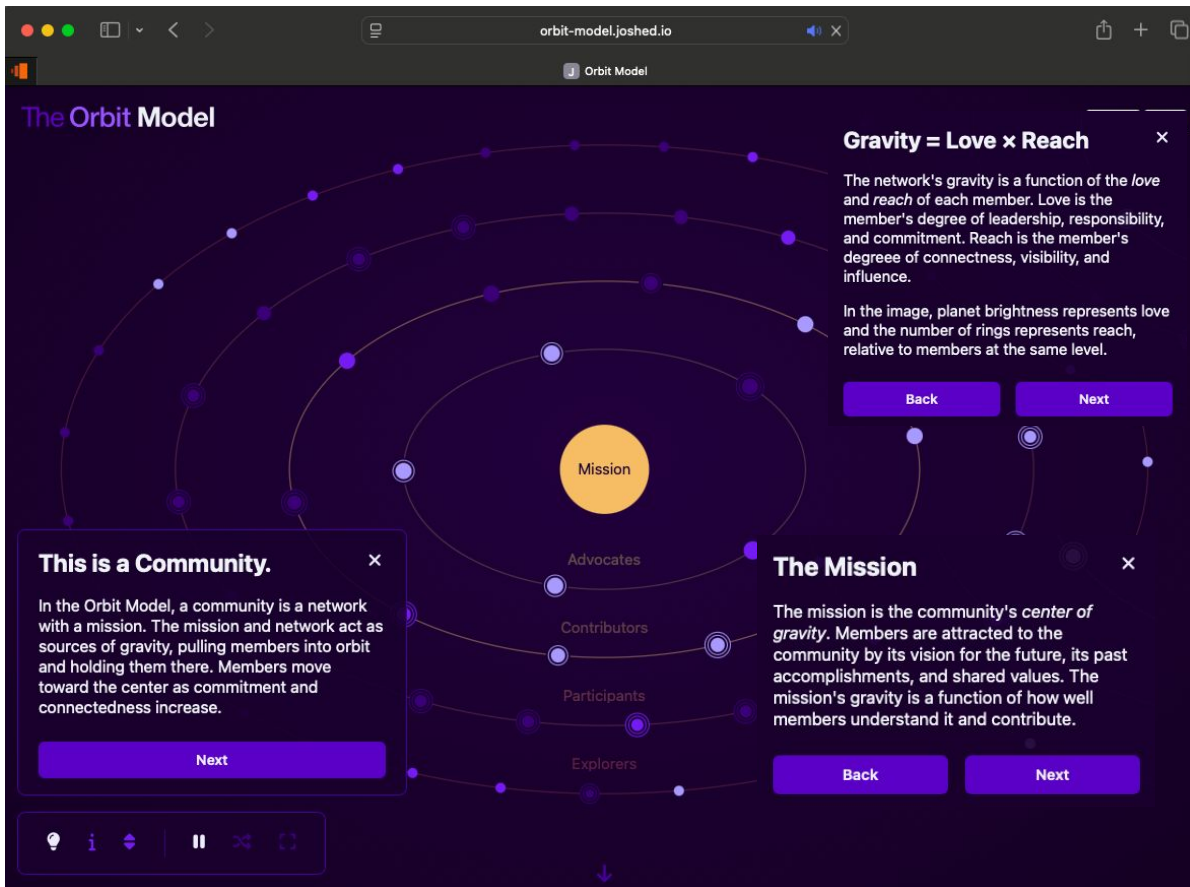 orbit-model.joshed.io
J Orbit Model
The Orbit Model
Gravity = Love × Reach
The network's gravity is a function of the love
and reach of each member. Love is the
member's degree of leadership, responsibility,
and commitment. Reach is the member's
degreee of connectness, visibility, and
influence.
In the image, planet brightness represents love
and the number of rings represents reach,
relative to members at the same level.
Back
Next
Mission
Advocates
Contributors
Participants
Explorers
This is a Community.
In the Orbit Model, a community is a network
with a mission. The mission and network act as
sources of gravity, pulling members into orbit
and holding them there. Members move
toward the center as commitment and
connectedness increase.
Next
The Mission
The mission is the community's center of
gravity. Members are attracted to the
community by its vision for the future, its past
accomplishments, and shared values. The
mission's gravity is a function of how well
members understand it and contribute.
Back
Next